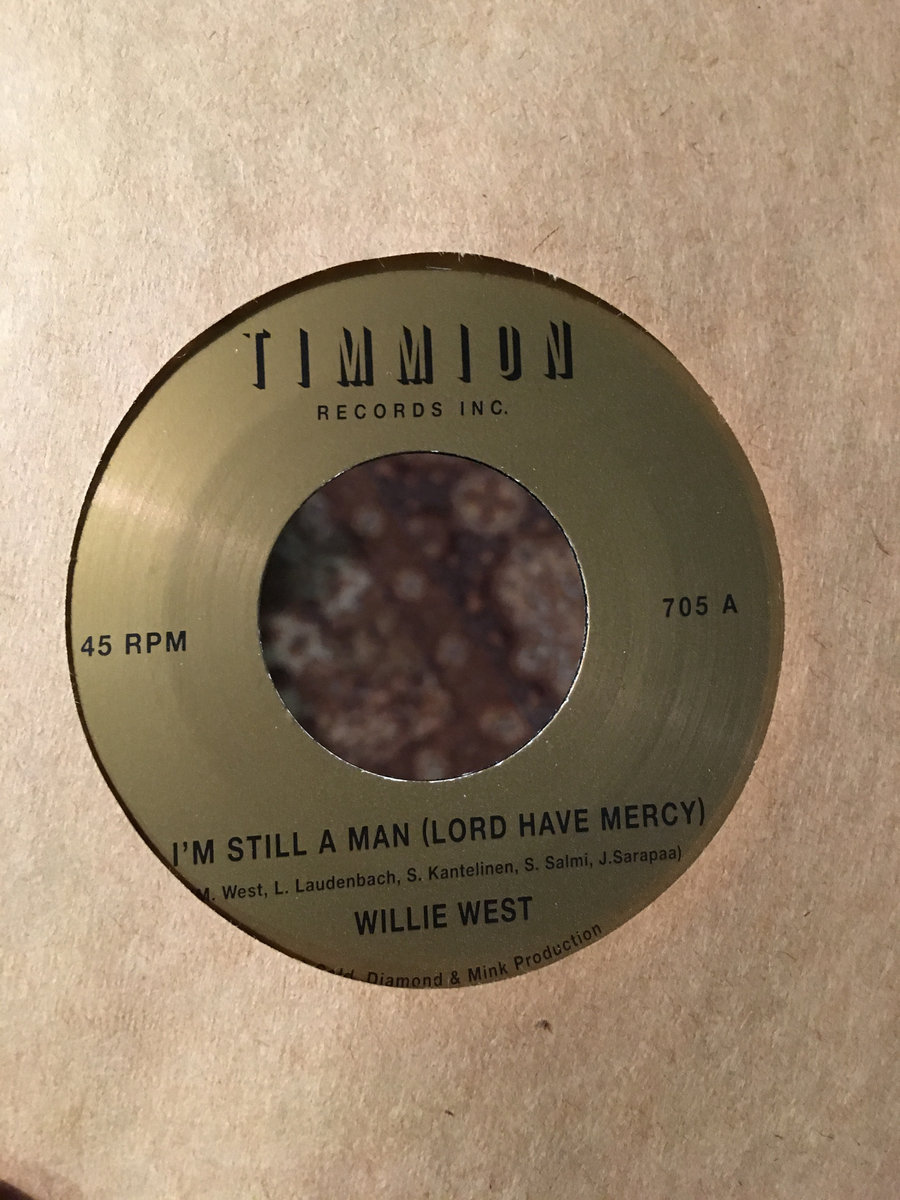 TIMMION
RECORDS INC.
705 A
45 RPM
I'M STILL A MAN (LORD HAVE MERCY)
M. West, L. Laudenbach, S. Kantelinen, S. Salmi, J.Sarapaa)
WILLIE WEST
Diamond & Mink Production